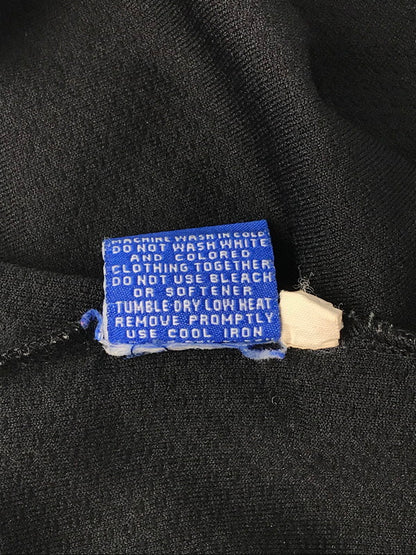 MACHINE WASH IN COLD
DO NOT WASH WHITE
AND COLORED
CLOTHING TOGETHER
DO NOT USE BLEACH
OR SOFTENER
TUMBLE-DRY LOW HEAT
REMOVE PROMPTLY
USE COOL IRON